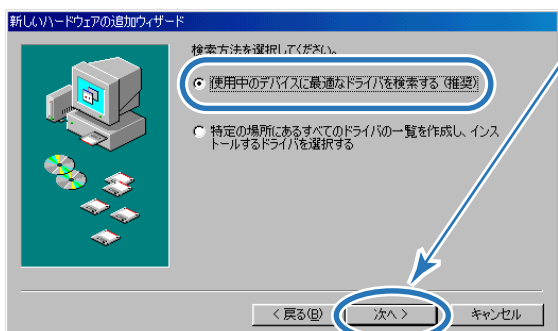 新しいハードウェアの追加ウィザード
検索方法を選択してください。
使用中のデバイスに最適なドライバを検索する (推奨)
特定の場所にあるすべてのドライバの一覧を作成し、インス
トールするドライバを選択する
< 戻る(B)
次へ >
キャンセル